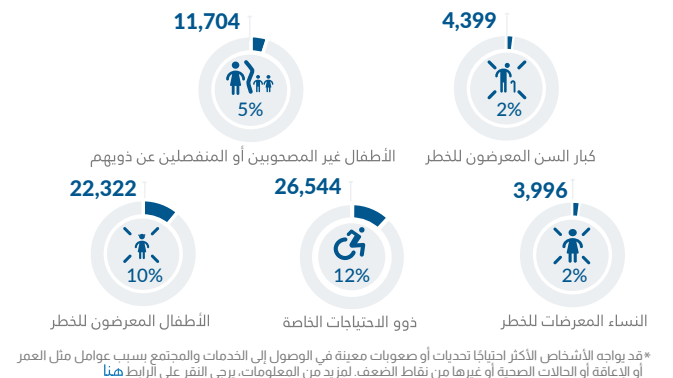 4,399
2%
كبار السن المعرضون للخطر
11,704
5%
الأطفال غير المصحوبين أو المنفصلين عن ذويهم
3,996
2%
النساء المعرضات للخطر
26,544
12%
ذوو الاحتياجات الخاصة
22,322
10%
الأطفال المعرضون للخطر
*قد يواجه الأشخاص الأكثر احتياجًا تحديات أو صعوبات معينة في الوصول إلى الخدمات والمجتمع بسبب عوامل مثل العمر
أو الإعاقة أو الحالات الصحية أو غيرها من نقاط الضعف. لمزيد من المعلومات، يرجى النقر على الرابط هنا